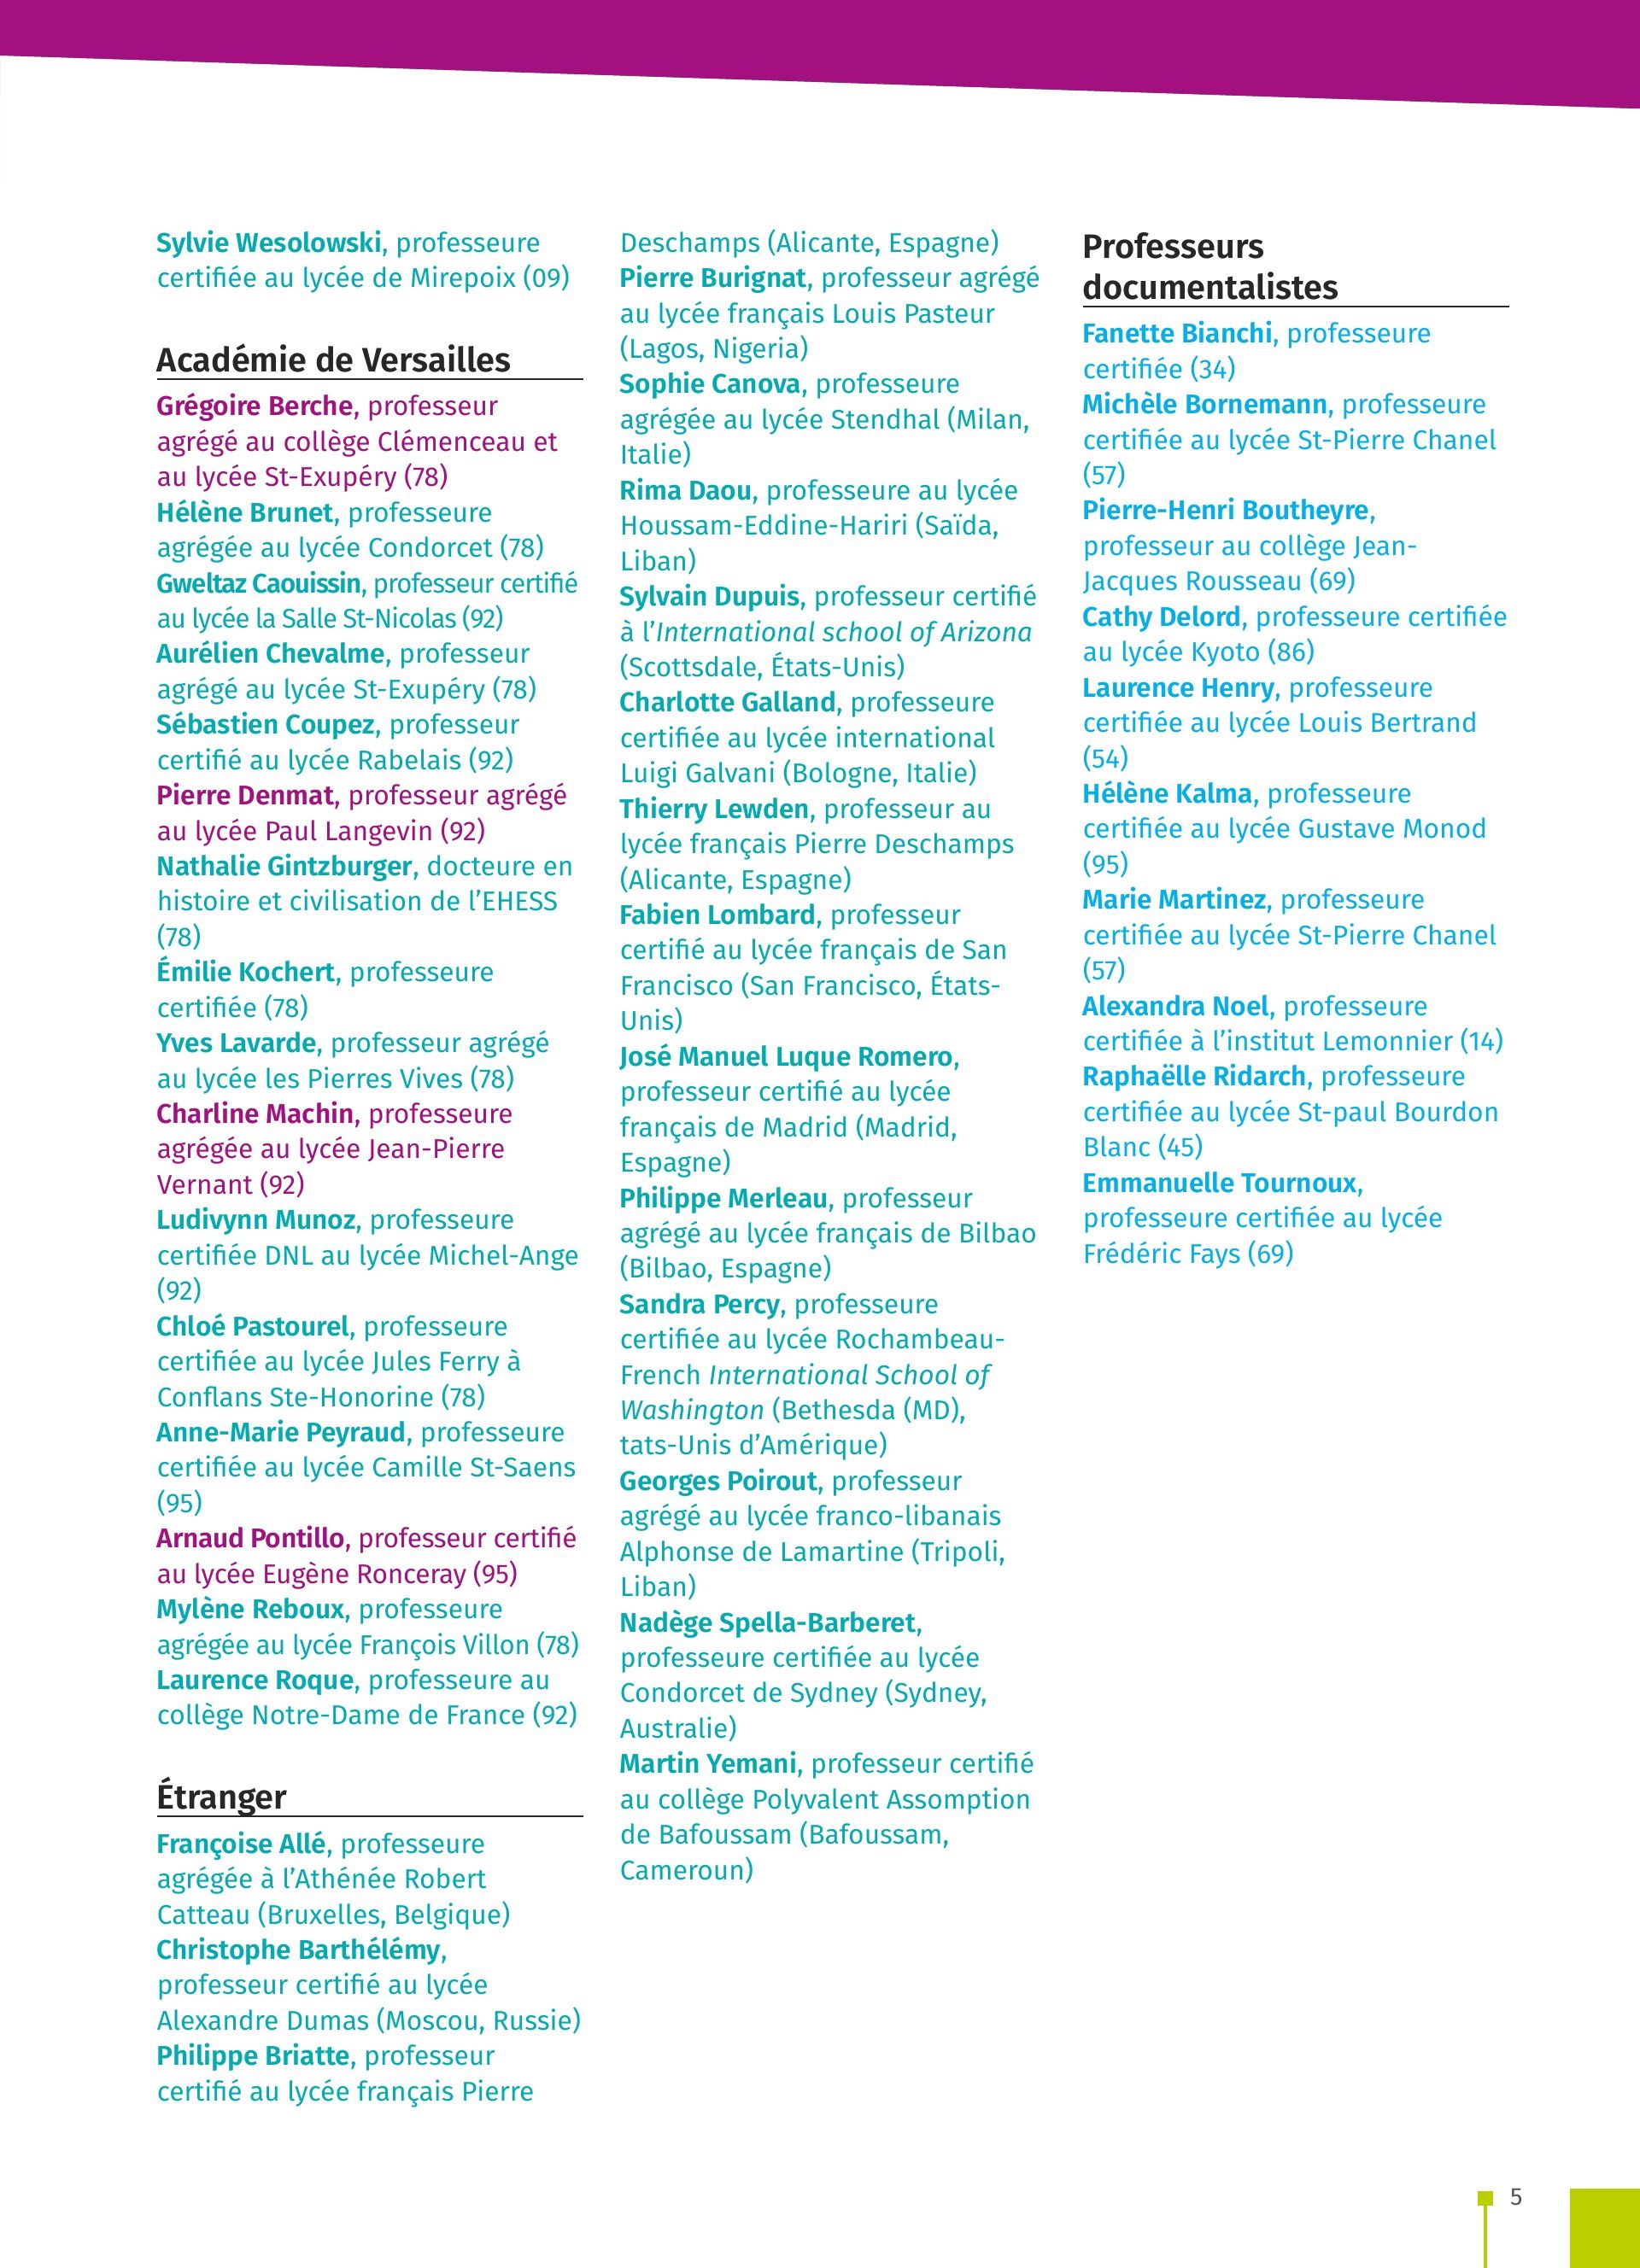 Sylvie Wesolowski, professeure
certifiée au lycée de Mirepoix (09)
Académie de Versailles
Grégoire Berche, professeur
agrégé au collège Clémenceau et
au lycée St-Exupéry (78)
Hélène Brunet, professeure
agrégée au lycée Condorcet (78)
Gweltaz Caouissin, professeur certifié
au lycée la Salle St-Nicolas (92)
Aurélien Chevalme, professeur
agrégé au lycée St-Exupéry (78)
Sébastien Coupez, professeur
certifié au lycée Rabelais (92)
Pierre Denmat, professeur agrégé
au lycée Paul Langevin (92)
Nathalie Gintzburger, docteure en
histoire et civilisation de l’EHESS
(78)
Émilie Kochert, professeure
certifiée (78)
Yves Lavarde, professeur agrégé
au lycée les Pierres Vives (78)
Charline Machin, professeure
agrégée au lycée Jean-Pierre
Vernant (92)
Ludivynn Munoz, professeure
certifiée DNL au lycée Michel-Ange
(92)
Chloé Pastourel, professeure
certifiée au lycée Jules Ferry à
Conflans Ste-Honorine (78)
Anne-Marie Peyraud, professeure
certifiée au lycée Camille St-Saens
(95)
Arnaud Pontillo, professeur certifié
au lycée Eugène Ronceray (95)
Mylène Reboux, professeure
agrégée au lycée François Villon (78)
Laurence Roque, professeure au
collège Notre-Dame de France (92)
Étranger
Françoise Allé, professeure
agrégée à l’Athénée Robert
Catteau (Bruxelles, Belgique)
Christophe Barthélémy,
professeur certifié au lycée
Alexandre Dumas (Moscou, Russie)
Philippe Briatte, professeur
certifié au lycée français Pierre
Deschamps (Alicante, Espagne)
Pierre Burignat, professeur agrégé
au lycée français Louis Pasteur
(Lagos, Nigeria)
Sophie Canova, professeure
agrégée au lycée Stendhal (Milan,
Italie)
Rima Daou, professeure au lycée
Houssam-Eddine-Hariri (Saïda,
Liban)
Sylvain Dupuis, professeur certifié
à l’International school of Arizona
(Scottsdale, États-Unis)
Charlotte Galland, professeure
certifiée au lycée international
Luigi Galvani (Bologne, Italie)
Thierry Lewden, professeur au
lycée français Pierre Deschamps
(Alicante, Espagne)
Fabien Lombard, professeur
certifié au lycée français de San
Francisco (San Francisco, États-
Unis)
José Manuel Luque Romero,
professeur certifié au lycée
français de Madrid (Madrid,
Espagne)
Philippe Merleau, professeur
agrégé au lycée français de Bilbao
(Bilbao, Espagne)
Sandra Percy, professeure
certifiée au lycée Rochambeau-
French International School of
Washington (Bethesda (MD),
tats-Unis d’Amérique)
Georges Poirout, professeur
agrégé au lycée franco-libanais
Alphonse de Lamartine (Tripoli,
Liban)
Nadège Spella-Barberet,
professeure certifiée au lycée
Condorcet de Sydney (Sydney,
Australie)
Martin Yemani, professeur certifié
au collège Polyvalent Assomption
de Bafoussam (Bafoussam,
Cameroun)
Professeurs
documentalistes
Fanette Bianchi, professeure
certifiée (34)
Michèle Bornemann, professeure
certifiée au lycée St-Pierre Chanel
(57)
Pierre-Henri Boutheyre,
professeur au collège Jean-
Jacques Rousseau (69)
Cathy Delord, professeure certifiée
au lycée Kyoto (86)
Laurence Henry, professeure
certifiée au lycée Louis Bertrand
(54)
Hélène Kalma, professeure
certifiée au lycée Gustave Monod
(95)
Marie Martinez, professeure
certifiée au lycée St-Pierre Chanel
(57)
Alexandra Noel, professeure
certifiée à l’institut Lemonnier (14)
Raphaëlle Ridarch, professeure
certifiée au lycée St-paul Bourdon
Blanc (45)
Emmanuelle Tournoux,
professeure certifiée au lycée
Frédéric Fays (69)
5